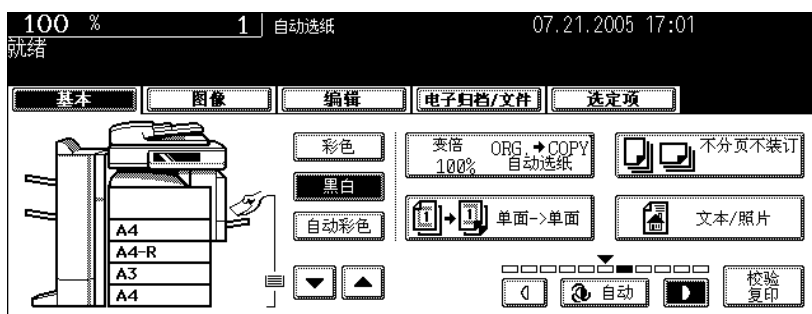 100 % 1 自动选纸 07.21.2005 17:01
就绪
基本 图像 编辑 电子归档/文件 选定项
彩色
黑白
自动彩色
变倍 ORG.→COPY
100% 自动选纸
不分页不装订
1→1 单面->单面
文本/照片
A4
A4-R
A3
A4
自动
校验
复印